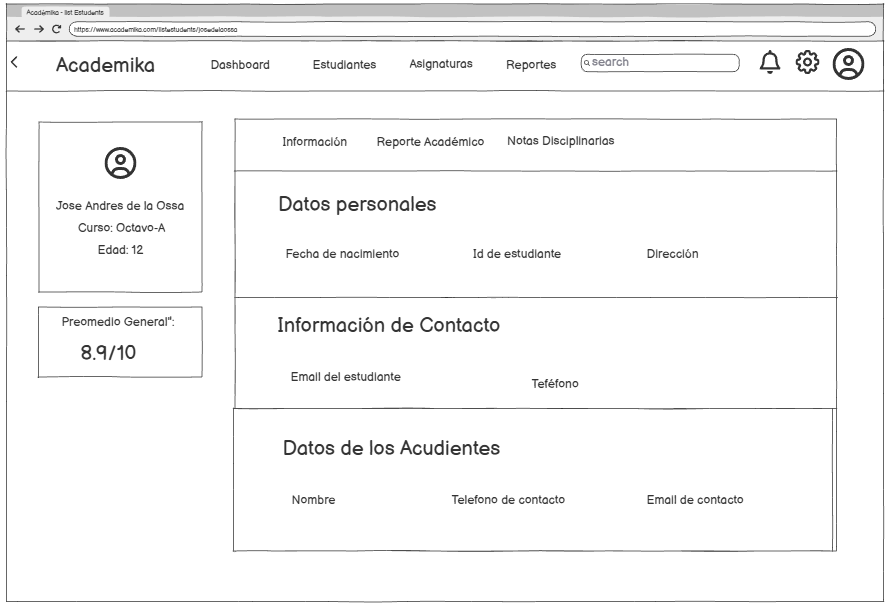 Académika - list Estudents
https://www.academika.com/listestudents/josedelaossa
Academika Dashboard Estudiantes Asignaturas Reportes search
Jose Andres de la Ossa
Curso: Octavo-A
Edad: 12
Preomedio General":
8.9/10
Información Reporte Académico Notas Disciplinarias
Datos personales
Fecha de nacimiento Id de estudiante Dirección
Información de Contacto
Email del estudiante Teféfono
Datos de los Acudientes
Nombre Telefono de contacto Email de contacto